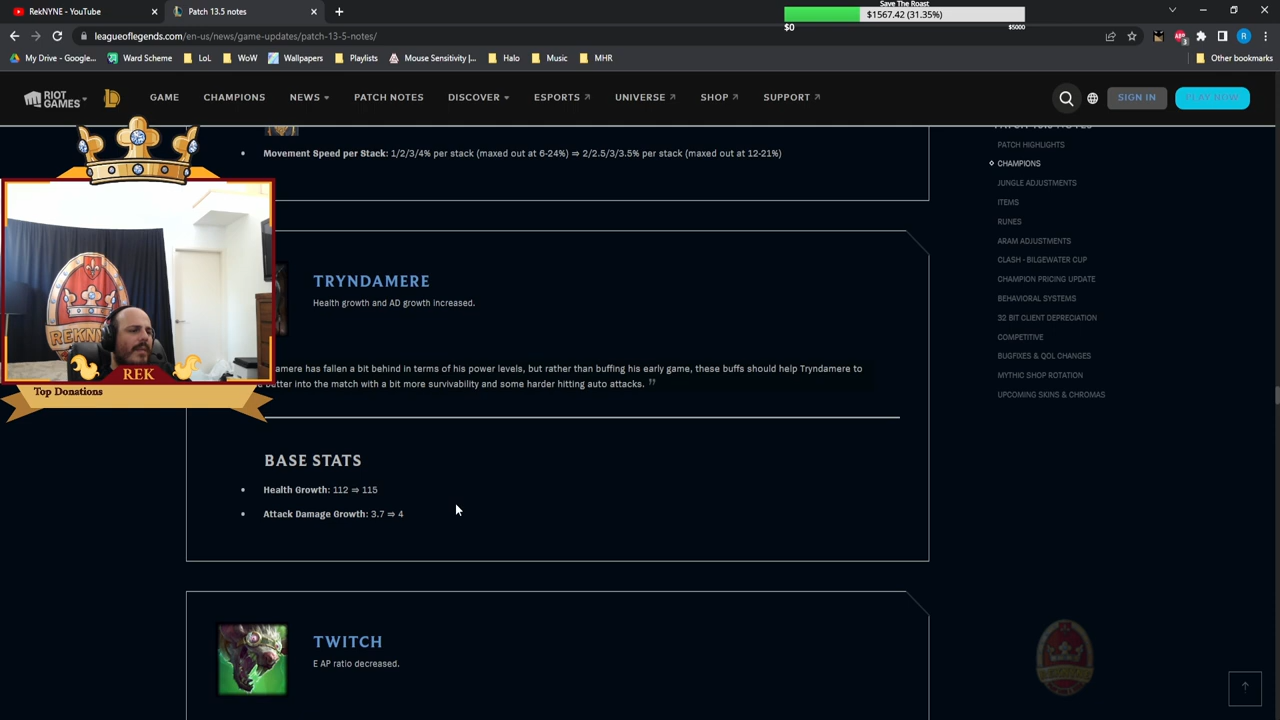 RekNYNE - YouTube
Patch 13.5 notes
Save The Roast
$1567.42 (31.35%)
$0
$5000
leagueoflegends.com/en-us/news/game-updates/patch-13-5-notes/
My Drive - Google...
Ward Scheme
LoL
WoW
Wallpapers
Playlists
Mouse Sensitivity |...
Halo
Music
MHR
Other bookmarks
RIOT GAMES
GAME
CHAMPIONS
NEWS
PATCH NOTES
DISCOVER
ESPORTS
UNIVERSE
SHOP
SUPPORT
SIGN IN
PLAY NOW
Movement Speed per Stack: 1/2/3/4% per stack (maxed out at 6-24%) ⇒ 2/2.5/3/3.5% per stack (maxed out at 12-21%)
PATCH HIGHLIGHTS
CHAMPIONS
JUNGLE ADJUSTMENTS
ITEMS
RUNES
ARAM ADJUSTMENTS
CLASH - BILGEWATER CUP
CHAMPION PRICING UPDATE
BEHAVIORAL SYSTEMS
32 BIT CLIENT DEPRECIATION
COMPETITIVE
BUGFIXES & QOL CHANGES
MYTHIC SHOP ROTATION
UPCOMING SKINS & CHROMAS
REK
Top Donations
TRYNDAMERE
Health growth and AD growth increased.
amere has fallen a bit behind in terms of his power levels, but rather than buffing his early game, these buffs should help Tryndamere to
into the match with a bit more survivability and some harder hitting auto attacks. ”
BASE STATS
Health Growth: 112 ⇒ 115
Attack Damage Growth: 3.7 ⇒ 4
TWITCH
E AP ratio decreased.